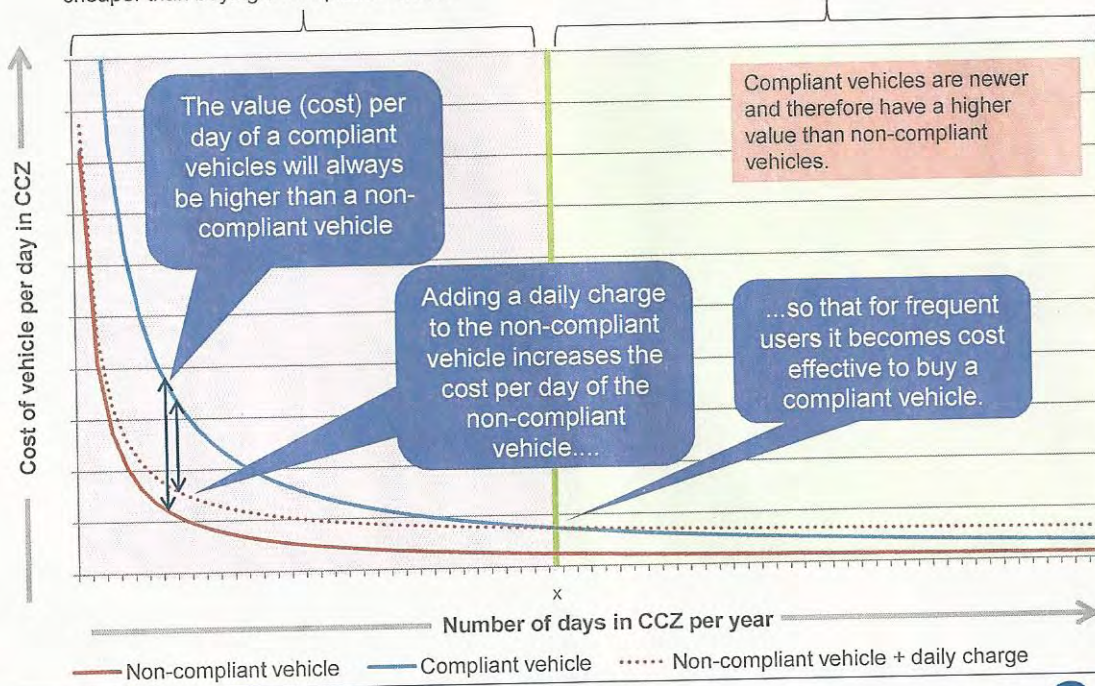 Compliant vehicles are newer
and therefore have a higher
value than non-compliant
vehicles.
The value (cost) per
day of a compliant
vehicles will always
be higher than a non-
compliant vehicle
Adding a daily charge
to the non-compliant
vehicle increases the
cost per day of the
non-compliant
vehicle....
...so that for frequent
users it becomes cost
effective to buy a
compliant vehicle.
Cost of vehicle per day in CCZ
x
Number of days in CCZ per year
Non-compliant vehicle
Compliant vehicle
Non-compliant vehicle + daily charge